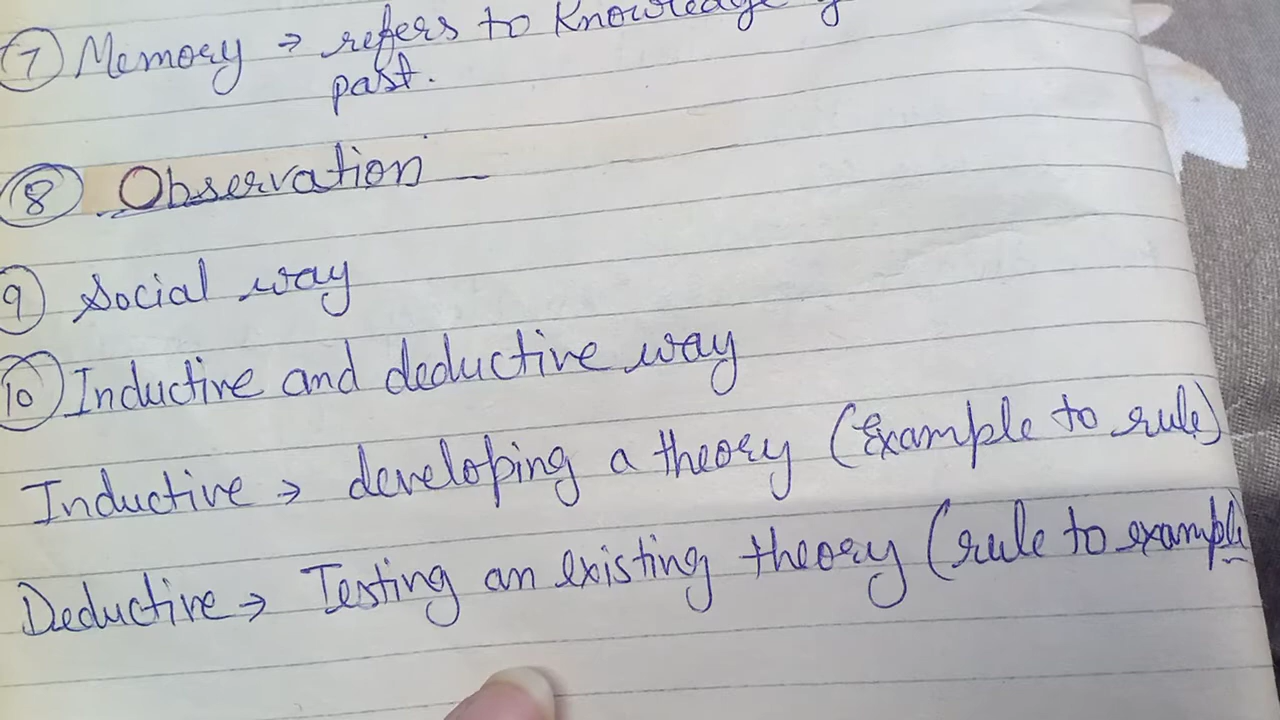 ⑦ Memory → refers to Knowledge
past.
⑧ Observation —
⑨ Social way
⑩ Inductive and deductive way
Inductive → developing a theory (Example to rule)
Deductive → Testing an existing theory (rule to example